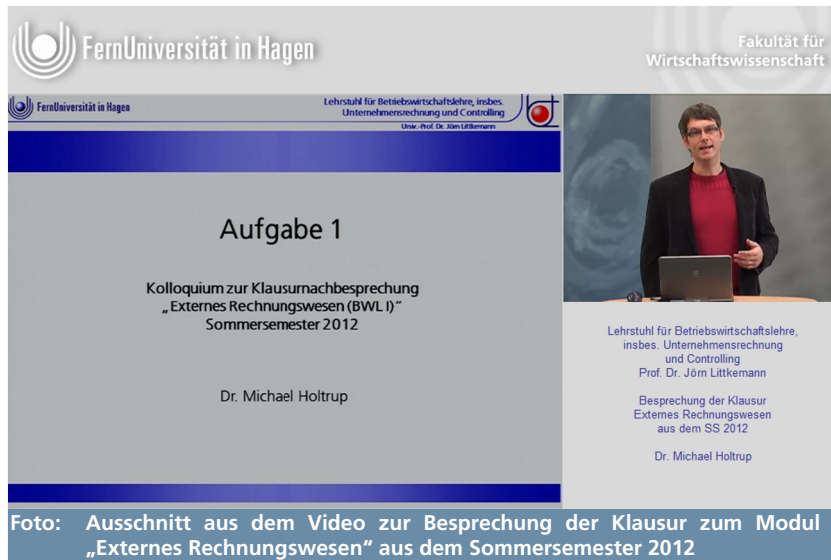 FernUniversität in Hagen
Fakultät für
Wirtschaftswissenschaft
FernUniversität in Hagen
Lehrstuhl für Betriebswirtschaftslehre, insbes.
Unternehmensrechnung und Controlling
Univ.-Prof. Dr. Jörn Littkemann
Aufgabe 1
Kolloquium zur Klausurnachbesprechung
„Externes Rechnungswesen (BWL I)“
Sommersemester 2012
Dr. Michael Holtrup
Lehrstuhl für Betriebswirtschaftslehre,
insbes. Unternehmensrechnung
und Controlling
Prof. Dr. Jörn Littkemann
Besprechung der Klausur
Externes Rechnungswesen
aus dem SS 2012
Dr. Michael Holtrup
Foto: Ausschnitt aus dem Video zur Besprechung der Klausur zum Modul
„Externes Rechnungswesen“ aus dem Sommersemester 2012